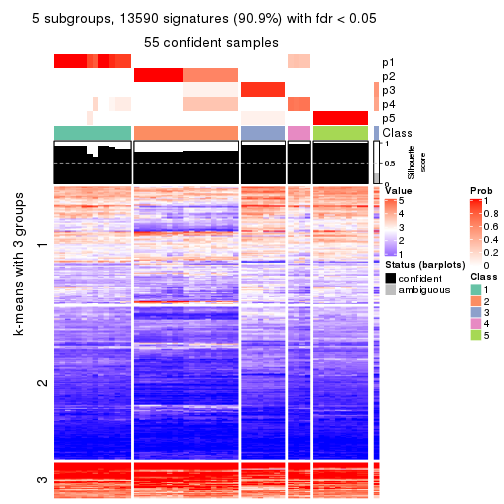 5 subgroups, 13590 signatures (90.9%) with fdr < 0.05
55 confident samples
p1
p2
p3
p4
p5
Class
1
0.5
0
Silhouette
score
k-means with 3 groups
1
2
3
Value
5
4
3
2
1
Status (barplots)
confident
ambiguous
Prob
1
0.8
0.6
0.4
0.2
0
Class
1
2
3
4
5